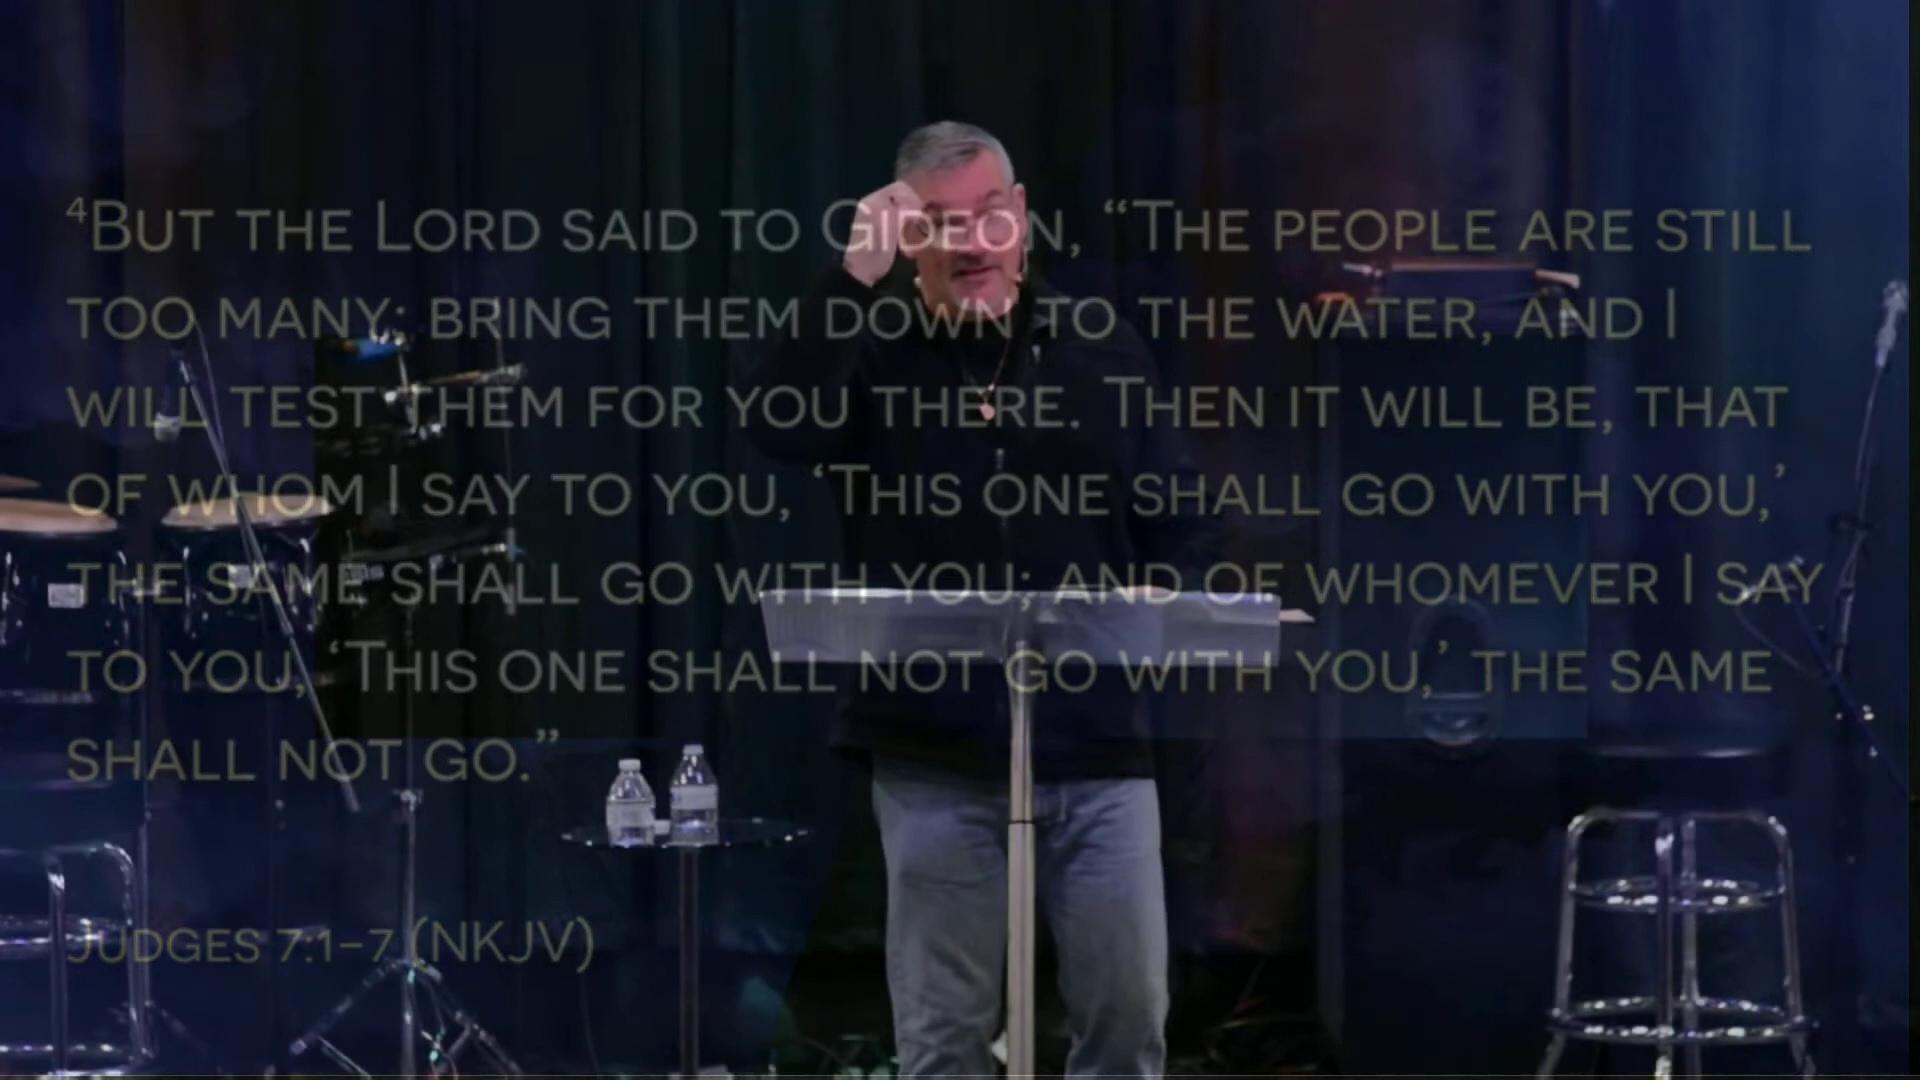 ⁴But the Lord said to Gideon, “The people are still
too many; bring them down to the water, and I
will test them for you there. Then it will be, that
of whom I say to you, ‘This one shall go with you,’
the same shall go with you; and of whomever I say
to you, ‘This one shall not go with you,’ the same
shall not go.”
Judges 7:1–7 (NKJV)